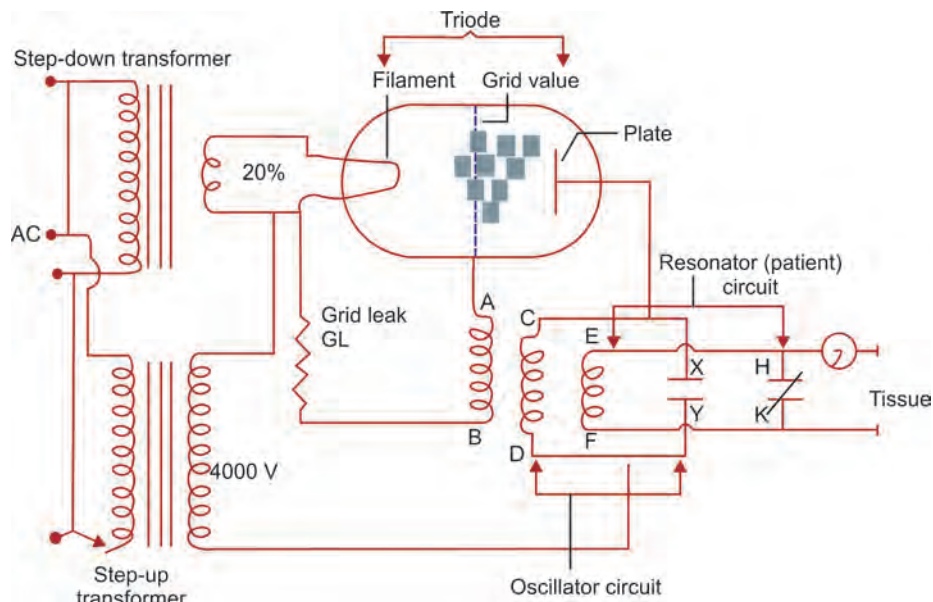 Triode
Step-down transformer
Filament
Grid value
Plate
20%
AC
Resonator (patient)
circuit
Grid leak
GL
A
C
E
X
H
B
Y
K
Tissue
D
F
4000 V
Step-up
transformer
Oscillator circuit